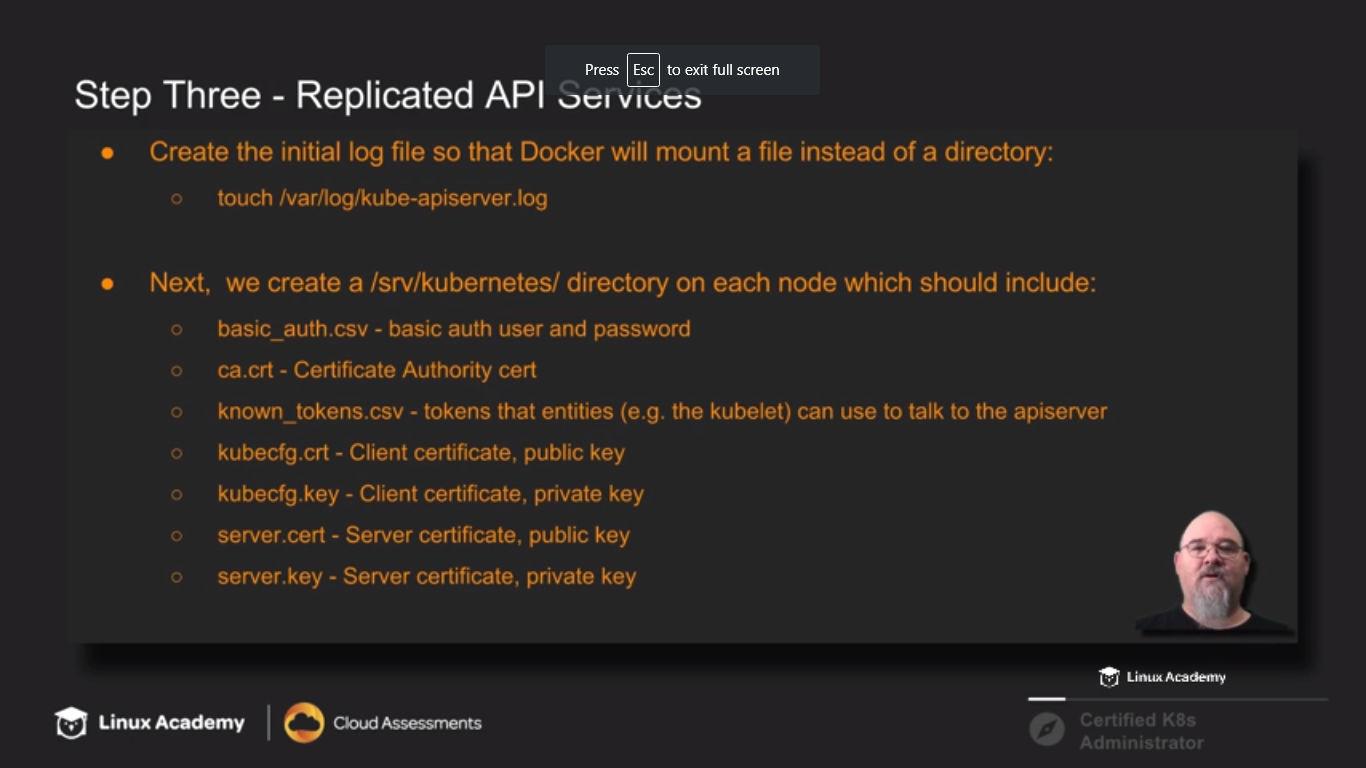 Press Esc to exit full screen
Step Three - Replicated API Services
Create the initial log file so that Docker will mount a file instead of a directory:
touch /var/log/kube-apiserver.log
Next, we create a /srv/kubernetes/ directory on each node which should include:
basic_auth.csv - basic auth user and password
ca.crt - Certificate Authority cert
known_tokens.csv - tokens that entities (e.g. the kubelet) can use to talk to the apiserver
kubecfg.crt - Client certificate, public key
kubecfg.key - Client certificate, private key
server.cert - Server certificate, public key
server.key - Server certificate, private key
Linux Academy
Linux Academy
Cloud Assessments
Certified K8s
Administrator